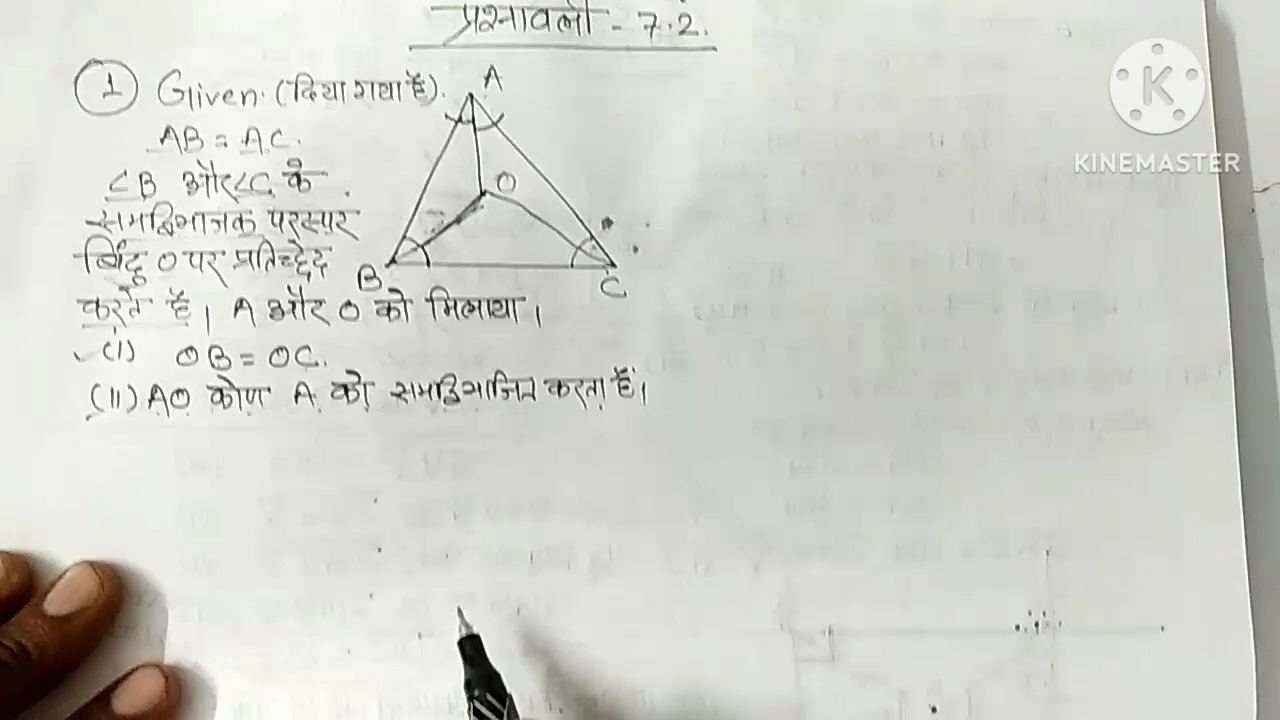 प्रश्नावली - 7.2.
1 Given. (दिया गया है).
AB = AC.
∠B और ∠C के
समद्विभाजक परस्पर
बिंदु O पर प्रतिच्छेद
करते है। A और O को मिलाया।
(i) OB = OC.
(ii) AO कोण A को समद्विभाजित करता है।
A
O
B
C
K
KINEMASTER